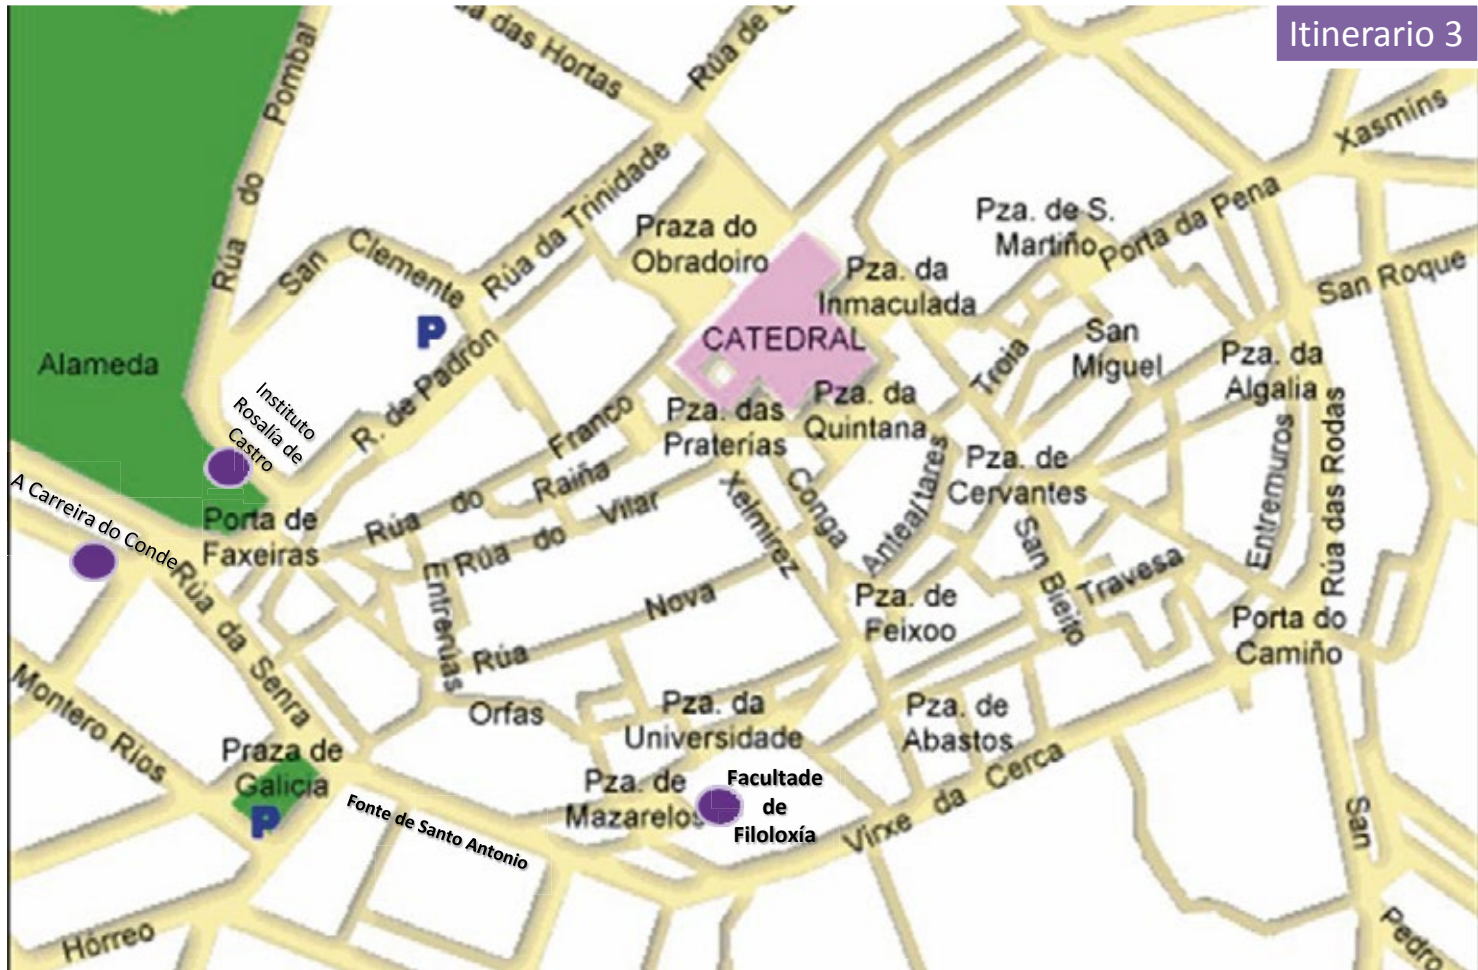 Itinerario 3
a das Hortas
Rúa de
Xasmins
Rúa do Pombal
Rúa da Trinidade
San Clemente
Praza do
Obradoiro
Pza. de S.
Martiño
Porta da Pena
San Roque
Pza. da
Inmaculada
P
CATEDRAL
Alameda
Troia
San
Miguel
Pza. da
Algalia
R. de Padrón
Instituto
Rosalía de
Castro
Franco
Pza. das
Praterías
Pza. da
Quintana
Pza. de
Cervantes
Entremuros
Rúa das Rodas
A Carreira do Conde
Porta de
Faxeiras
Rúa do
Raiña
Rúa do Vilar
Xelmírez
Conga
Antea/tares
San Bieito
Travesa
Entrerúas
Rúa Nova
Pza. de
Feixoo
Porta do
Camiño
Rúa da Senra
Montero Ríos
Orfas
Pza. da
Universidade
Pza. de
Abastos
Praza de
Galicia
P
Pza. de
Mazarelos
Facultade
de
Filoloxía
Fonte de Santo Antonio
Virxe da Cerca
San
Pedro
Hórreo